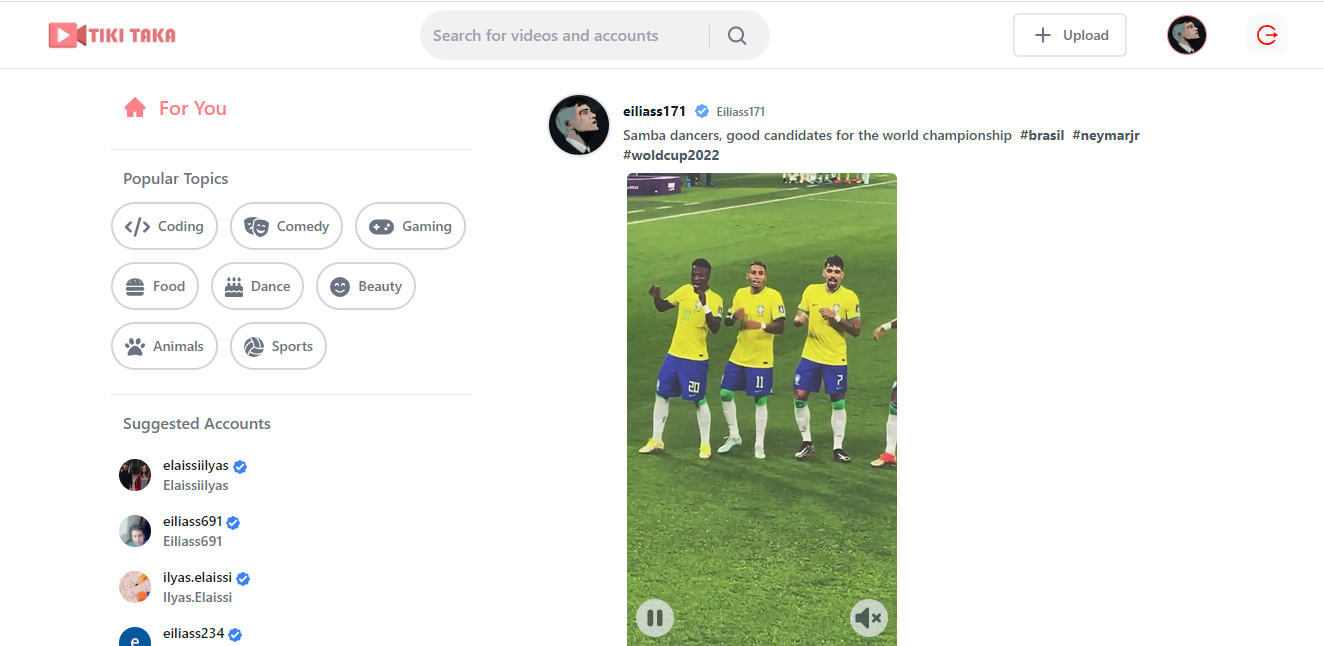 TIKI TAKA
Search for videos and accounts
Upload
For You
Popular Topics
Coding
Comedy
Gaming
Food
Dance
Beauty
Animals
Sports
Suggested Accounts
elaissiilyas
Elaissiilyas
eiliass691
Eiliass691
ilyas.elaissi
Ilyas.Elaissi
e
eiliass234
eiliass171 Eiliass171
Samba dancers, good candidates for the world championship #brasil #neymarjr
#woldcup2022
20
11
7